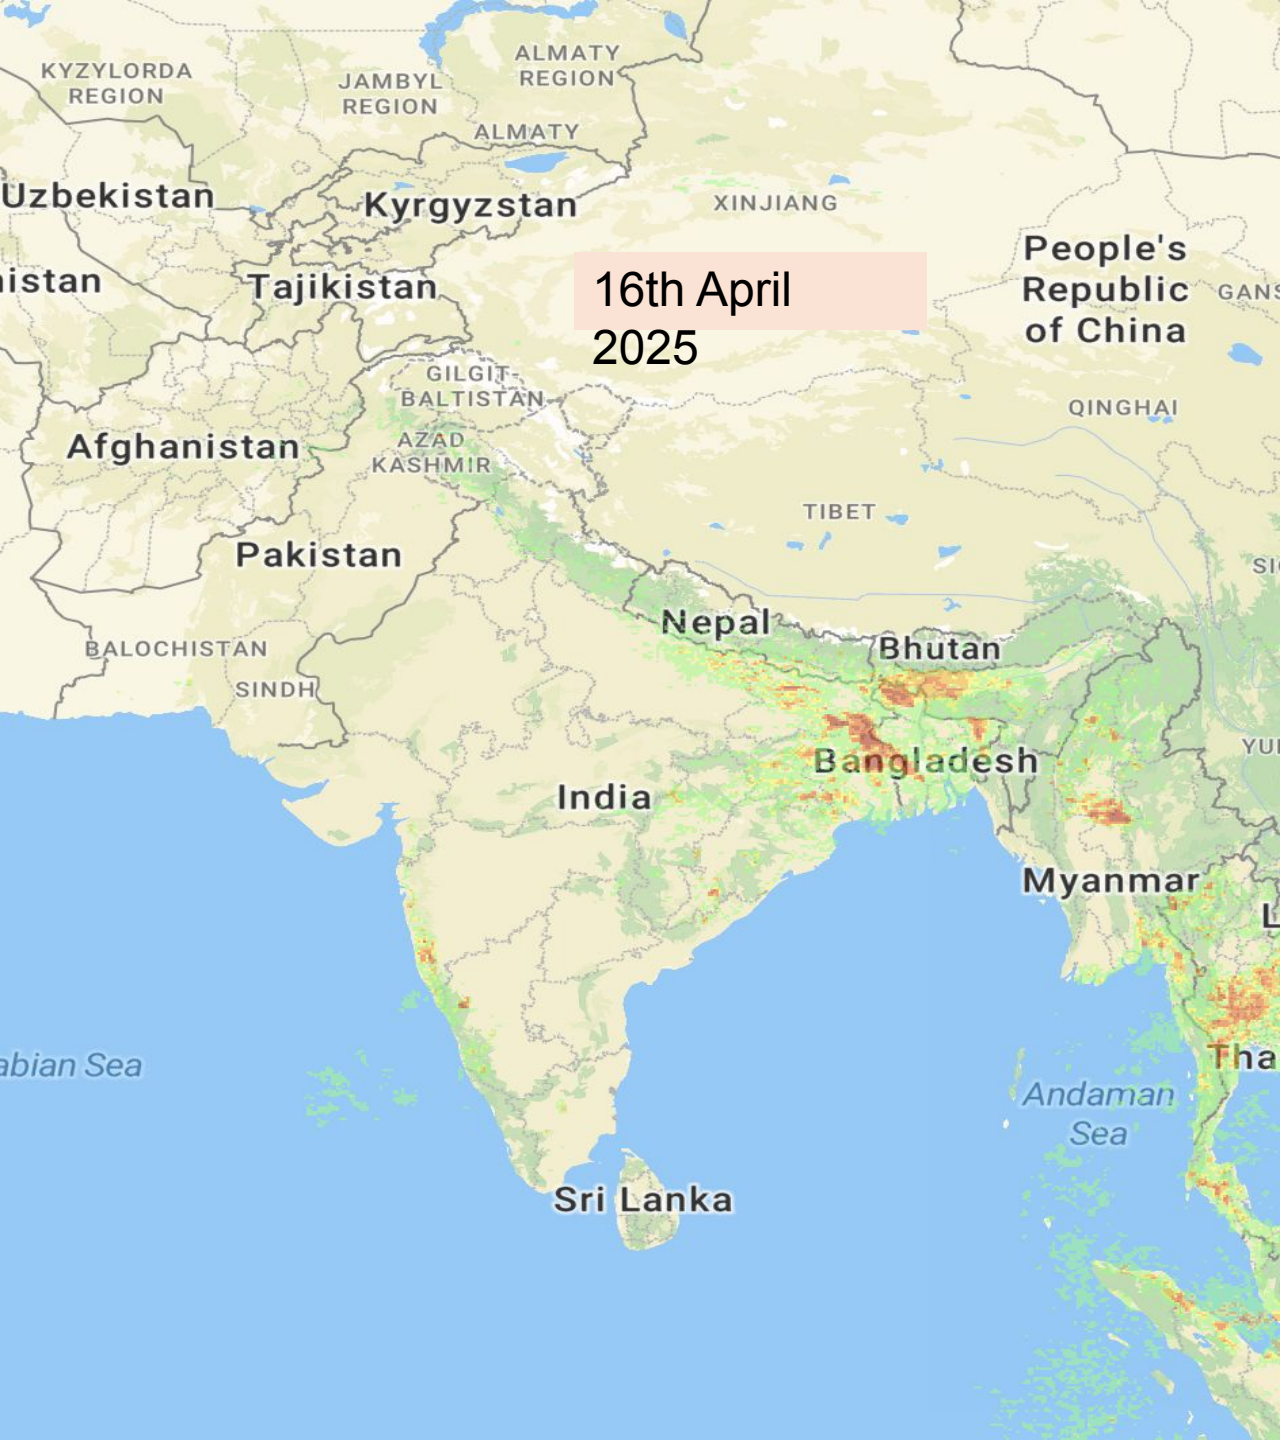 KYZYLORDA
REGION
JAMBYL
REGION
ALMATY
REGION
ALMATY
Uzbekistan
Kyrgyzstan
XINJIANG
People's
Republic
of China
GANS
istan
Tajikistan
16th April
2025
GILGIT-
BALTISTAN
QINGHAI
Afghanistan
AZAD
KASHMIR
TIBET
Pakistan
SI
Nepal
Bhutan
BALOCHISTAN
SINDH
YU
Bangladesh
India
Myanmar
L
abian Sea
Tha
Andaman
Sea
Sri Lanka